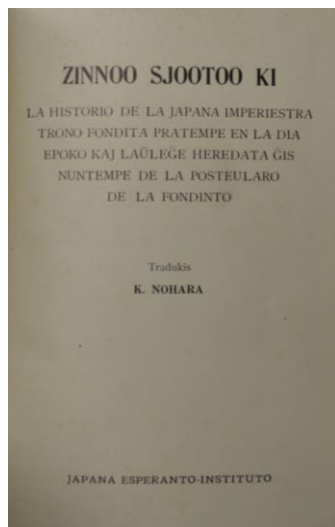 ZINNOO SJOOTOO KI
LA HISTORIO DE LA JAPANA IMPERIESTRA
TRONO FONDITA PRATEMPE EN LA DIA
EPOKO KAJ LAŬLEĜE HEREDATA ĜIS
NUNTEMPE DE LA POSTEULARO
DE LA FONDINTO
Tradukis
K. NOHARA
JAPANA ESPERANTO-INSTITUTO